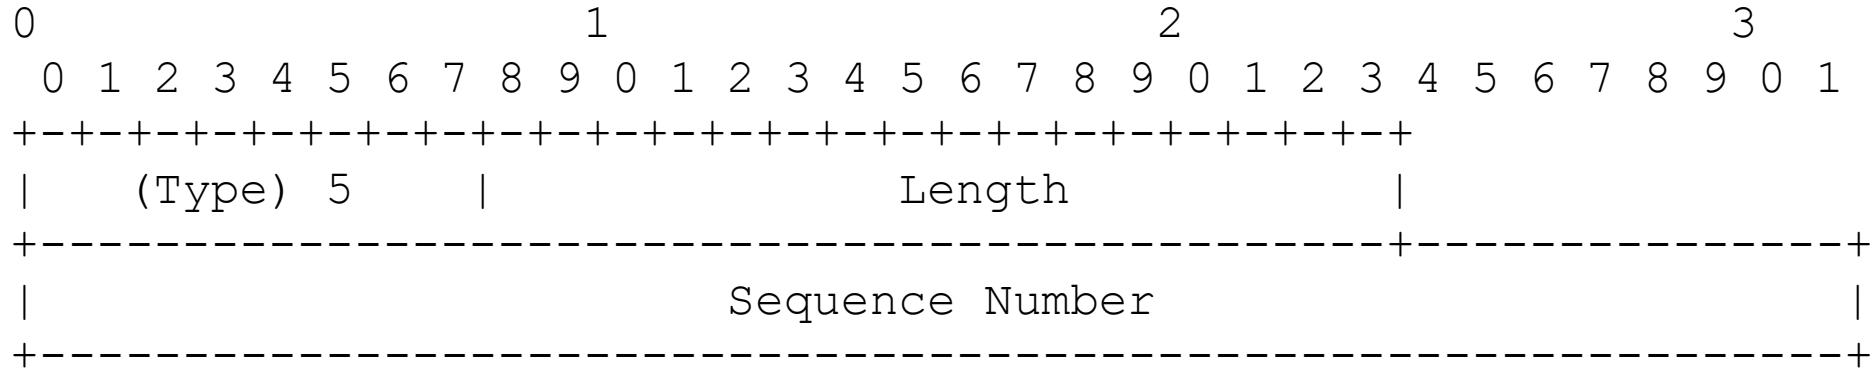 0                   1                   2                   3
 0 1 2 3 4 5 6 7 8 9 0 1 2 3 4 5 6 7 8 9 0 1 2 3 4 5 6 7 8 9 0 1
+-+-+-+-+-+-+-+-+-+-+-+-+-+-+-+-+-+-+-+-+-+-+-+-+
|   (Type) 5    |              Length           |
+-----------------------------------------------+---------------+
|                        Sequence Number                        |
+---------------------------------------------------------------+